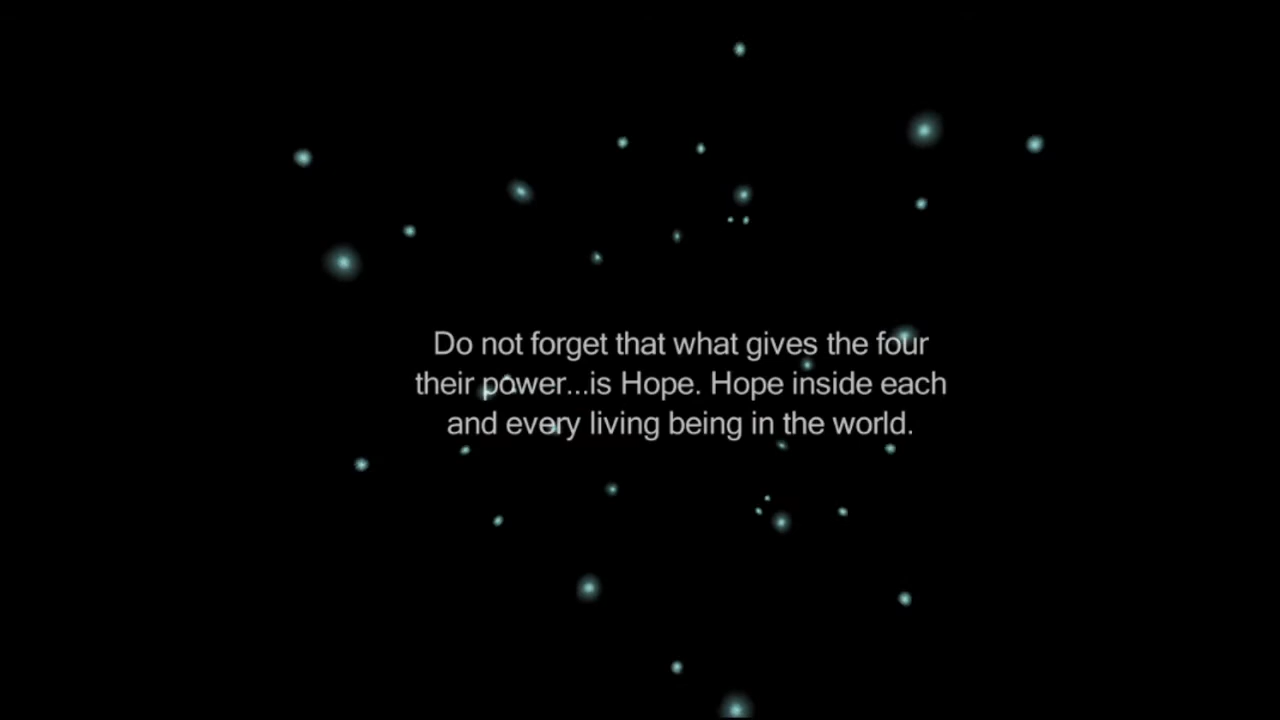 Do not forget that what gives the four
their power...is Hope. Hope inside each
and every living being in the world.